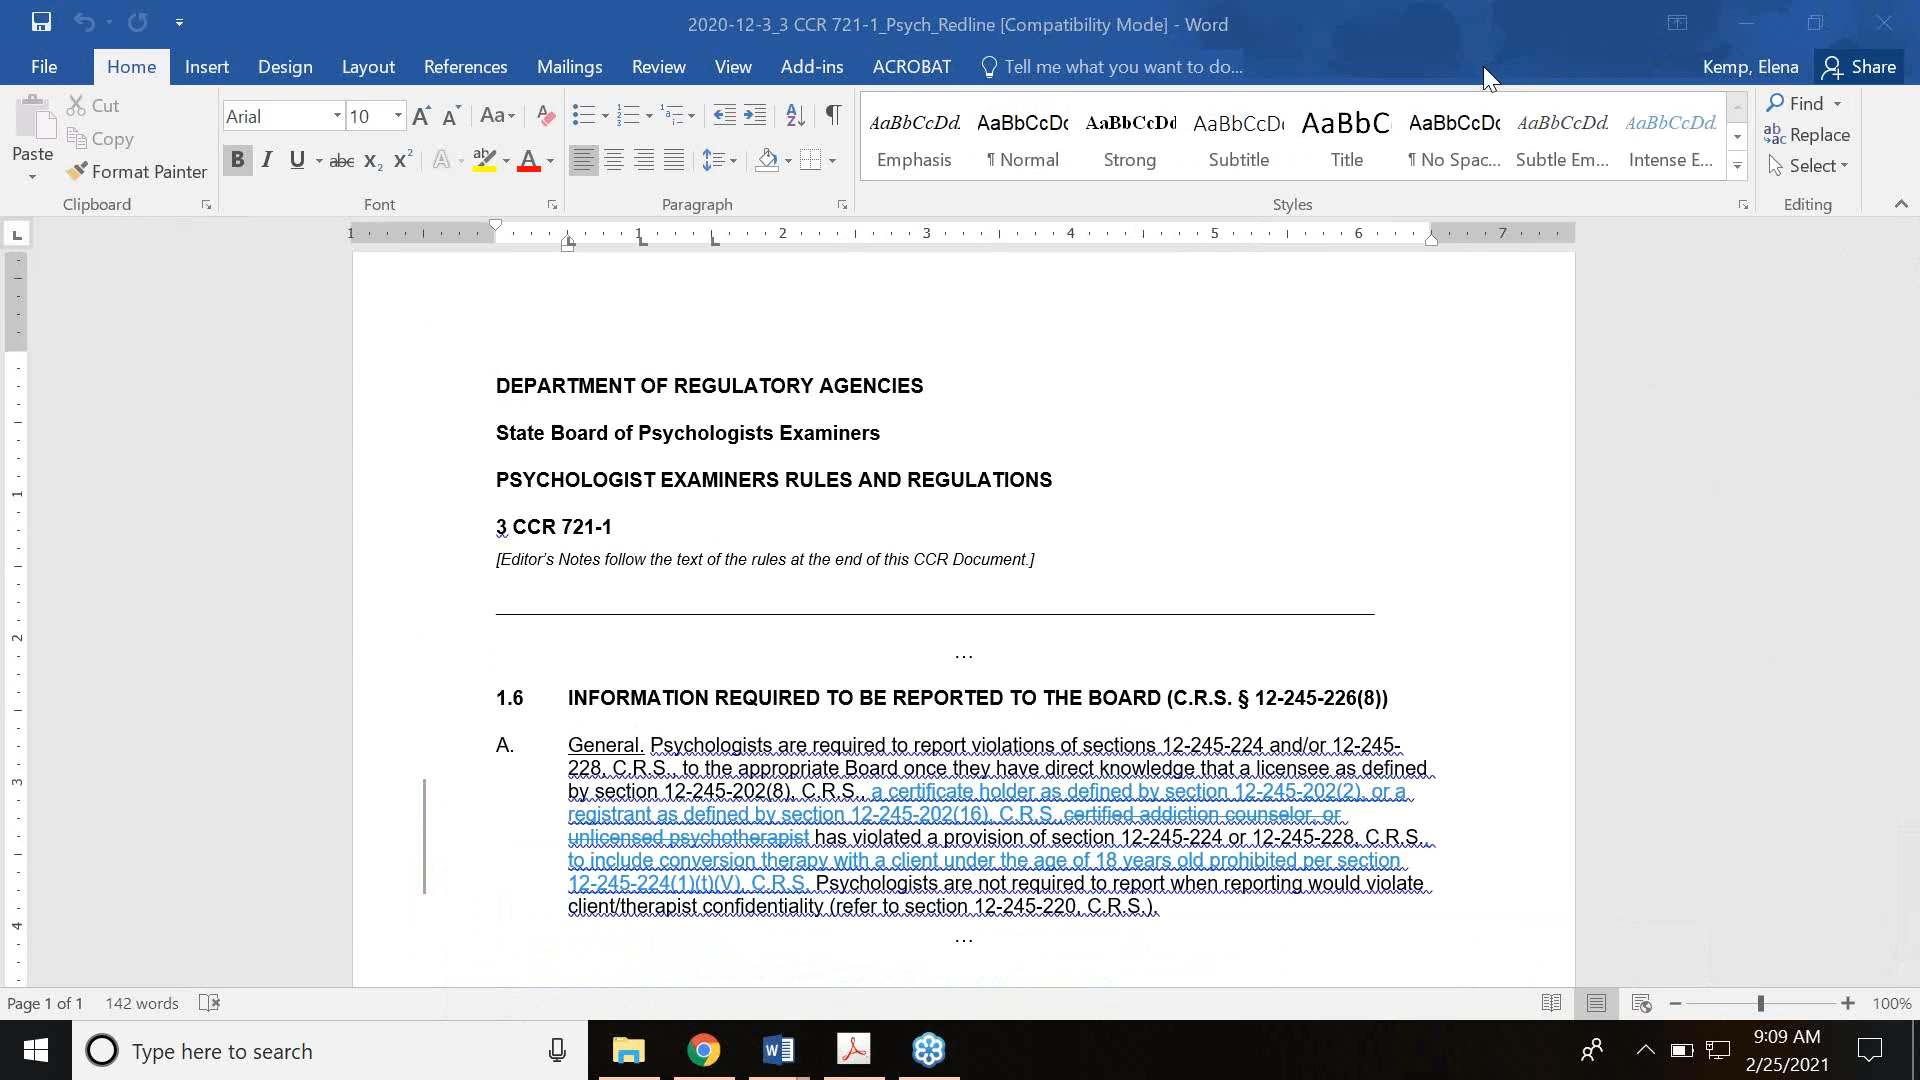 2020-12-3_3 CCR 721-1_Psych_Redline [Compatibility Mode] - Word
File Home Insert Design Layout References Mailings Review View Add-ins ACROBAT Tell me what you want to do... Kemp, Elena Share
Paste Cut
Copy
Format Painter
Clipboard
Arial 10
Font
Paragraph
AaBbCcDd. AaBbCcDc AaBbCcDd AaBbCcDc AaBbC AaBbCcDc AaBbCcDd. AaBbCcDd.
Emphasis ¶ Normal Strong Subtitle Title ¶ No Spac... Subtle Em... Intense E...
Styles
Find
Replace
Select
Editing
1 1 2 3 4 5 6 7
1
2
3
4
DEPARTMENT OF REGULATORY AGENCIES
State Board of Psychologists Examiners
PSYCHOLOGIST EXAMINERS RULES AND REGULATIONS
3 CCR 721-1
[Editor's Notes follow the text of the rules at the end of this CCR Document.]
…
1.6 INFORMATION REQUIRED TO BE REPORTED TO THE BOARD (C.R.S. § 12-245-226(8))
A. General. Psychologists are required to report violations of sections 12-245-224 and/or 12-245-
228, C.R.S., to the appropriate Board once they have direct knowledge that a licensee as defined
by section 12-245-202(8), C.R.S., a certificate holder as defined by section 12-245-202(2), or a
registrant as defined by section 12-245-202(16), C.R.S.,certified addiction counselor, or
unlicensed psychotherapist has violated a provision of section 12-245-224 or 12-245-228, C.R.S.,
to include conversion therapy with a client under the age of 18 years old prohibited per section
12-245-224(1)(t)(V), C.R.S. Psychologists are not required to report when reporting would violate
client/therapist confidentiality (refer to section 12-245-220, C.R.S.).
…
Page 1 of 1 142 words 100%
Type here to search
9:09 AM
2/25/2021